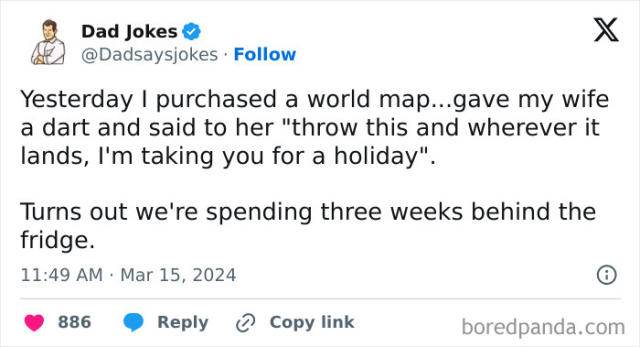 Dad Jokes
@Dadsaysjokes · Follow
Yesterday I purchased a world map...gave my wife
a dart and said to her "throw this and wherever it
lands, I'm taking you for a holiday".
Turns out we're spending three weeks behind the
fridge.
11:49 AM · Mar 15, 2024
886 Reply Copy link
boredpanda.com